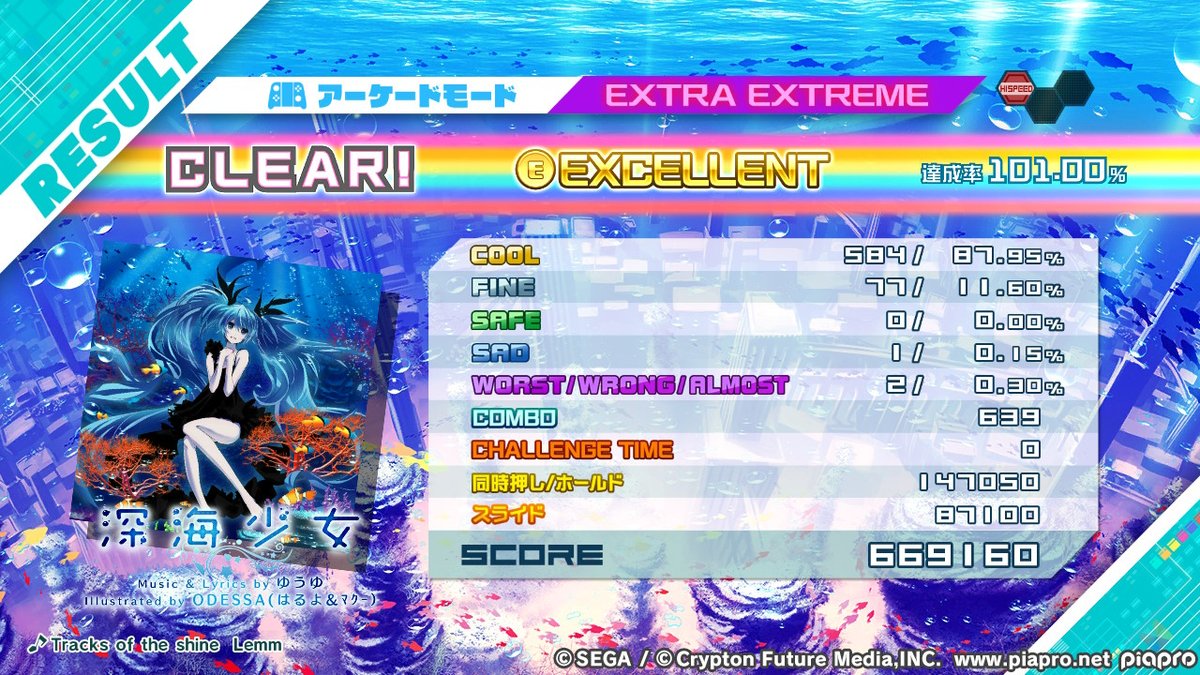 RESULT
アーケードモード EXTRA EXTREME HISPEED
CLEAR! E EXCELLENT 達成率 101.00%
COOL 584/ 87.95%
FINE 77/ 11.60%
SAFE 0/ 0.00%
SAD 1/ 0.15%
WORST/WRONG/ALMOST 2/ 0.30%
COMBO 639
CHALLENGE TIME 0
同時押し/ホールド 147050
スライド 87100
SCORE 669160
深海少女
Music & Lyrics by ゆうゆ
Illustrated by ODESSA(はるよ&マクー)
♪Tracks of the shine Lemm
©SEGA / ©Crypton Future Media,INC. www.piapro.net piapro